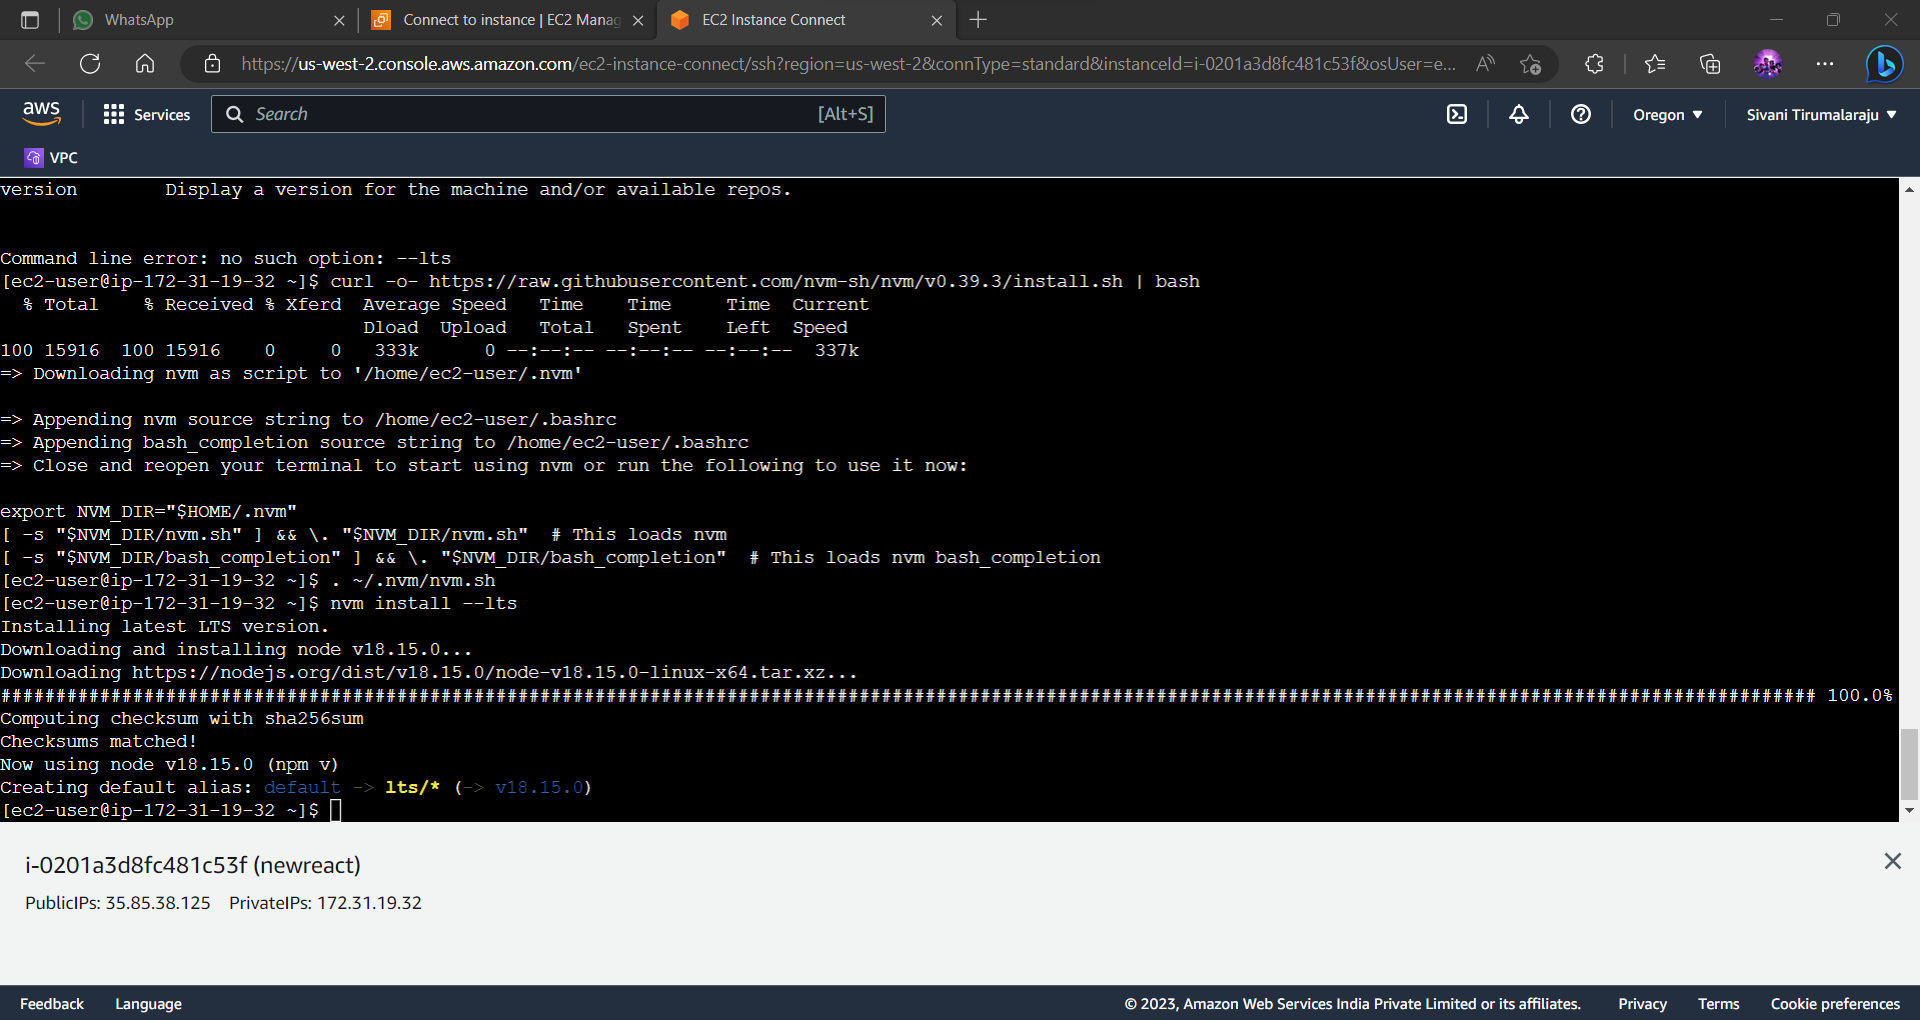 WhatsApp
Connect to instance | EC2 Manag
EC2 Instance Connect
https://us-west-2.console.aws.amazon.com/ec2-instance-connect/ssh?region=us-west-2&connType=standard&instanceId=i-0201a3d8fc481c53f&osUser=e...
aws
Services
Search
[Alt+S]
Oregon
Sivani Tirumalaraju
VPC
version        Display a version for the machine and/or available repos.
Command line error: no such option: --lts
[ec2-user@ip-172-31-19-32 ~]$ curl -o- https://raw.githubusercontent.com/nvm-sh/nvm/v0.39.3/install.sh | bash
  % Total    % Received % Xferd  Average Speed   Time    Time     Time  Current
                                 Dload  Upload   Total   Spent    Left  Speed
100 15916  100 15916    0     0   333k      0 --:--:-- --:--:-- --:--:--  337k
=> Downloading nvm as script to '/home/ec2-user/.nvm'
=> Appending nvm source string to /home/ec2-user/.bashrc
=> Appending bash_completion source string to /home/ec2-user/.bashrc
=> Close and reopen your terminal to start using nvm or run the following to use it now:
export NVM_DIR="$HOME/.nvm"
[ -s "$NVM_DIR/nvm.sh" ] && \. "$NVM_DIR/nvm.sh"  # This loads nvm
[ -s "$NVM_DIR/bash_completion" ] && \. "$NVM_DIR/bash_completion"  # This loads nvm bash_completion
[ec2-user@ip-172-31-19-32 ~]$ . ~/.nvm/nvm.sh
[ec2-user@ip-172-31-19-32 ~]$ nvm install --lts
Installing latest LTS version.
Downloading and installing node v18.15.0...
Downloading https://nodejs.org/dist/v18.15.0/node-v18.15.0-linux-x64.tar.xz...
##################################################################################################################################################################### 100.0%
Computing checksum with sha256sum
Checksums matched!
Now using node v18.15.0 (npm v)
Creating default alias: default -> lts/* (-> v18.15.0)
[ec2-user@ip-172-31-19-32 ~]$
i-0201a3d8fc481c53f (newreact)
PublicIPs: 35.85.38.125    PrivateIPs: 172.31.19.32
Feedback
Language
© 2023, Amazon Web Services India Private Limited or its affiliates.
Privacy
Terms
Cookie preferences